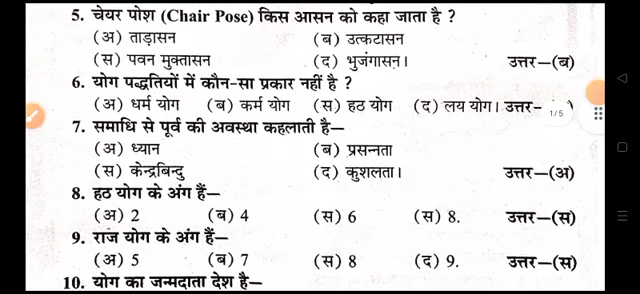 5. चेयर पोश (Chair Pose) किस आसन को कहा जाता है ?
(अ) ताड़ासन (ब) उत्कटासन
(स) पवन मुक्तासन (द) भुजंगासन। उत्तर—(ब)
6. योग पद्धतियों में कौन-सा प्रकार नहीं है ?
(अ) धर्म योग (ब) कर्म योग (स) हठ योग (द) लय योग। उत्तर-
1/5
7. समाधि से पूर्व की अवस्था कहलाती है—
(अ) ध्यान (ब) प्रसन्नता
(स) केन्द्रबिन्दु (द) कुशलता। उत्तर—(अ)
8. हठ योग के अंग हैं—
(अ) 2 (ब) 4 (स) 6 (स) 8. उत्तर—(स)
9. राज योग के अंग हैं—
(अ) 5 (ब) 7 (स) 8 (द) 9. उत्तर—(स)
10. योग का जन्मदाता देश है—